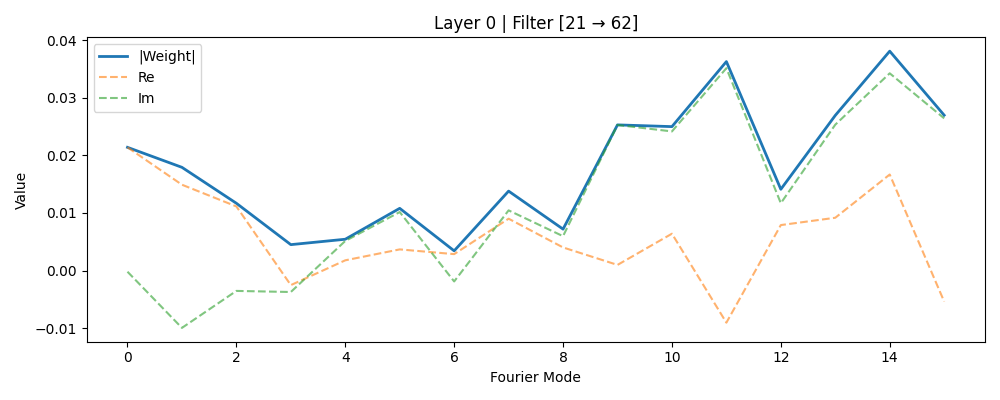 Layer 0 | Filter [21 → 62]
|Weight|
Re
Im
0.04
0.03
0.02
0.01
0.00
−0.01
Value
0 2 4 6 8 10 12 14
Fourier Mode